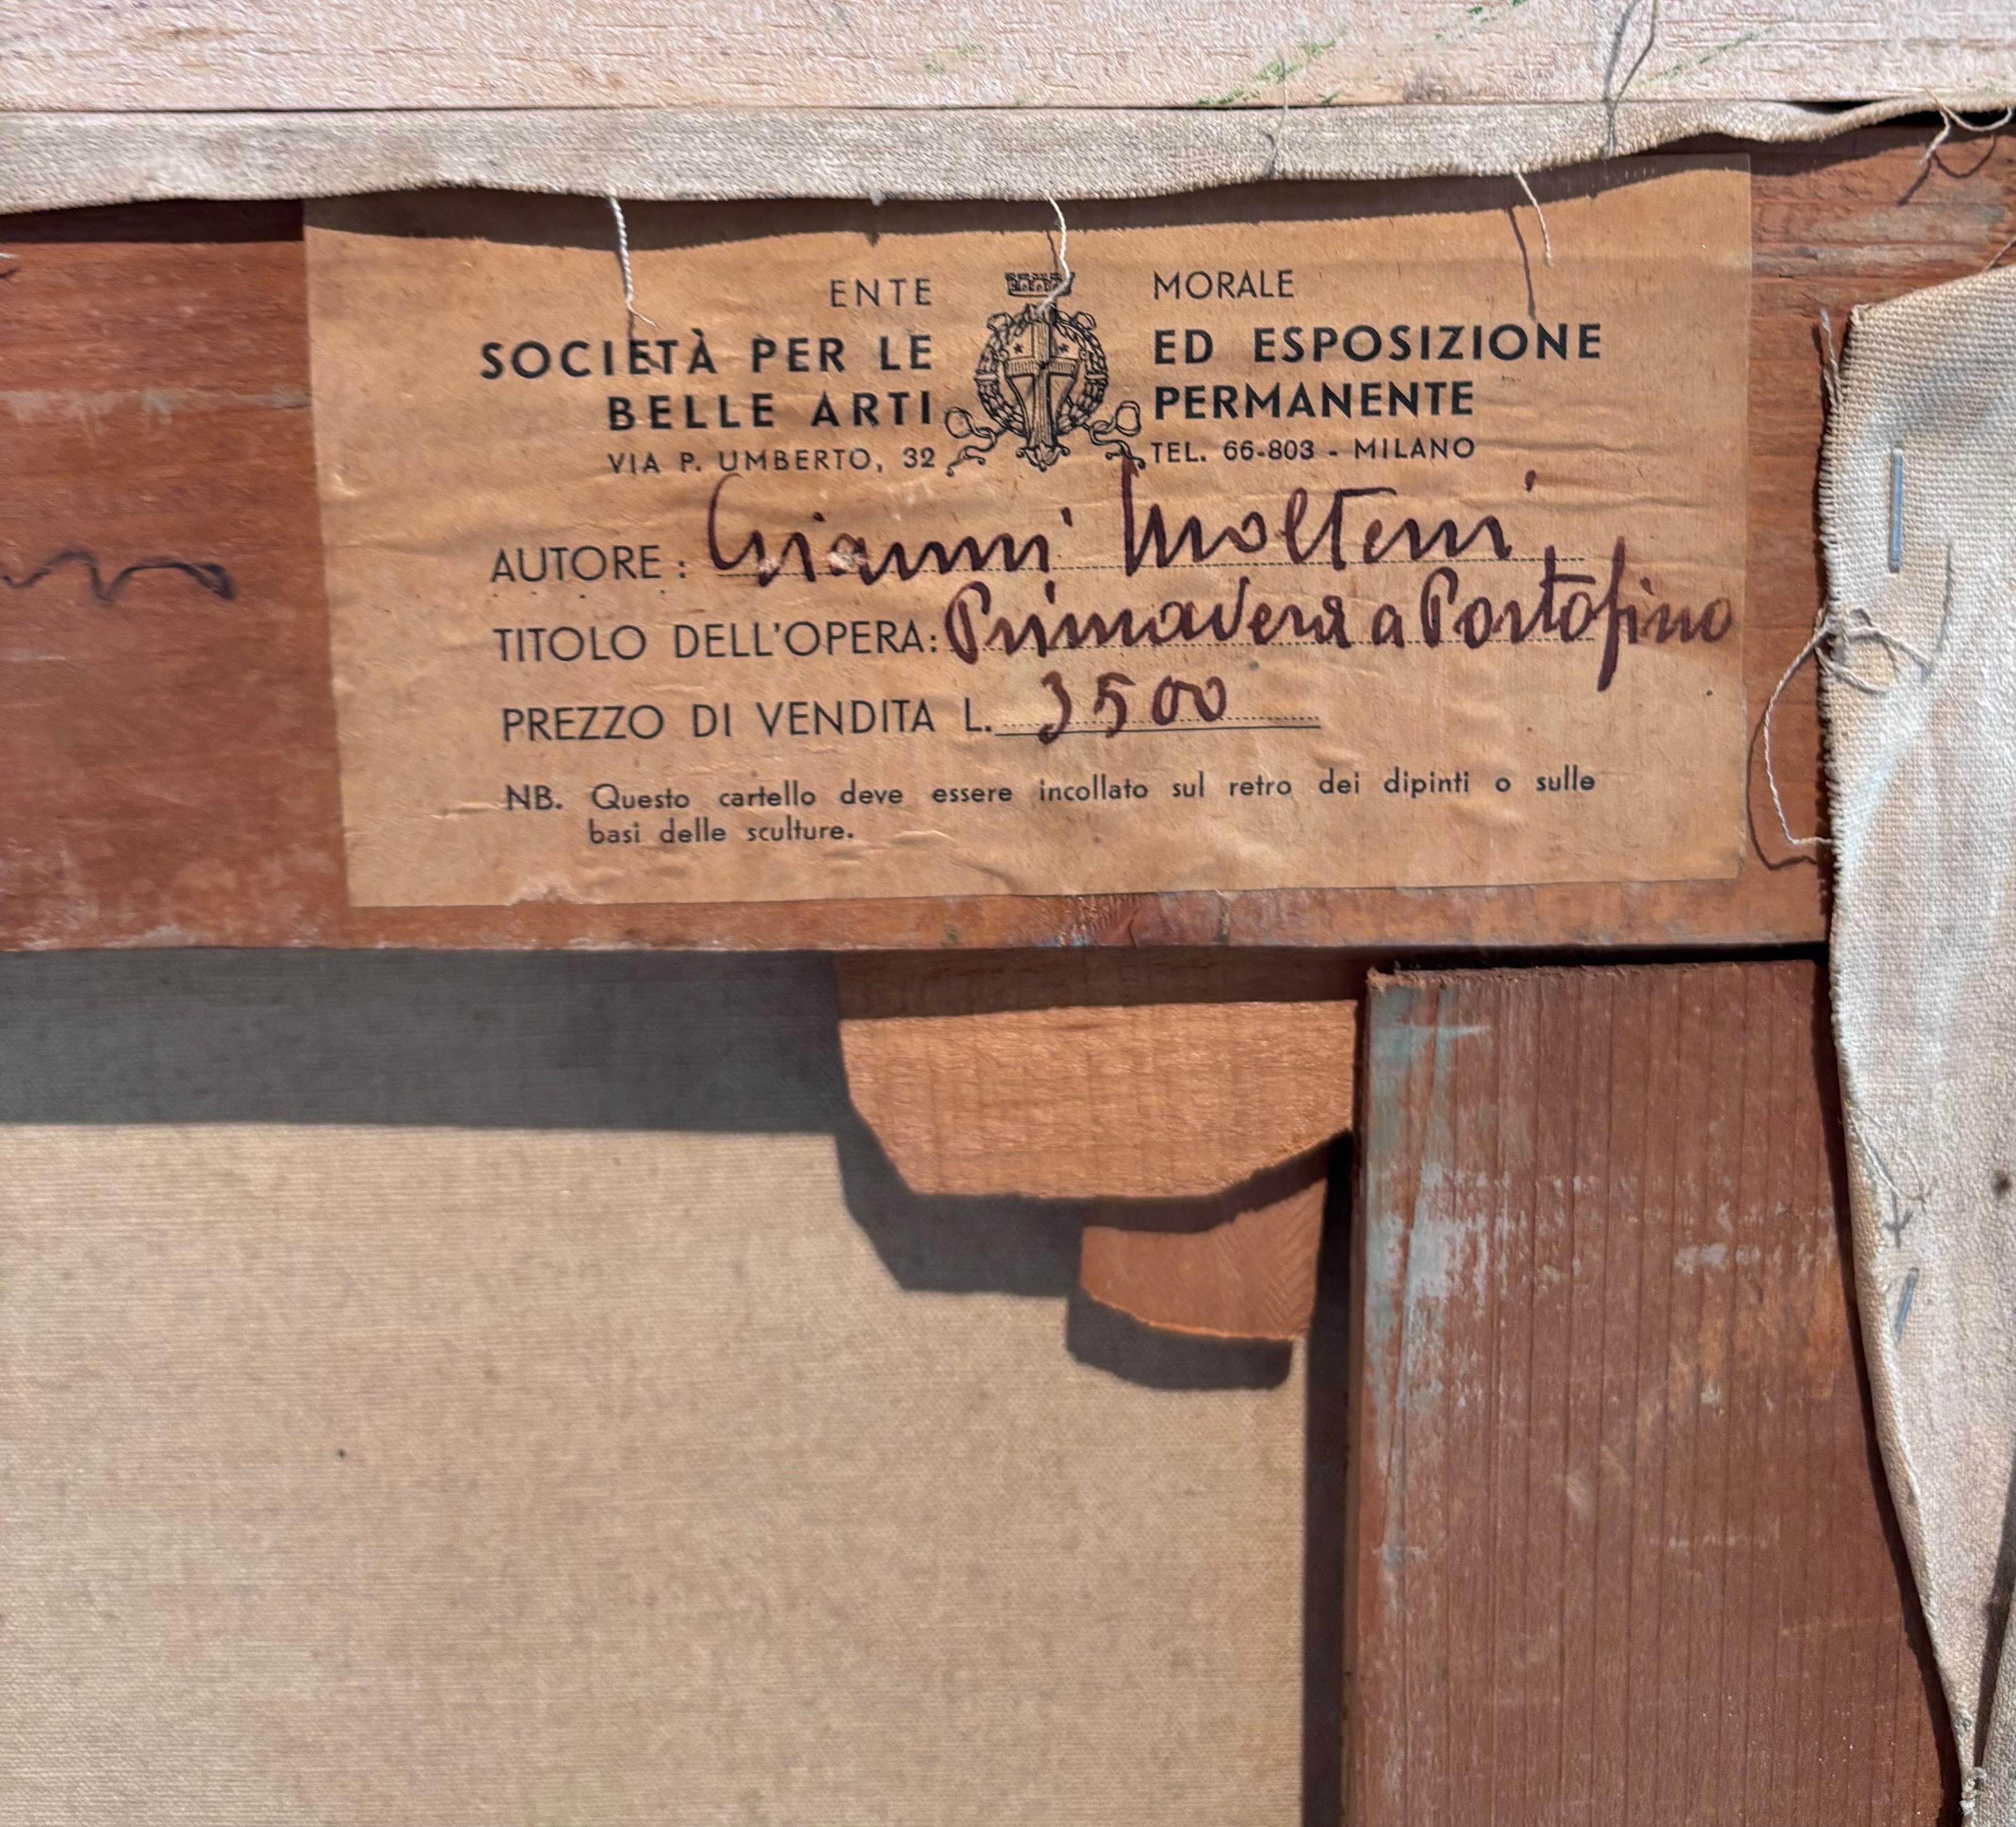 ENTE MORALE
SOCIETÀ PER LE ED ESPOSIZIONE
BELLE ARTI PERMANENTE
VIA P. UMBERTO, 32 TEL. 66-803 - MILANO
AUTORE: Gianni Molteni
TITOLO DELL'OPERA: Primavera a Portofino
PREZZO DI VENDITA L. 3500
NB. Questo cartello deve essere incollato sul retro dei dipinti o sulle
basi delle sculture.